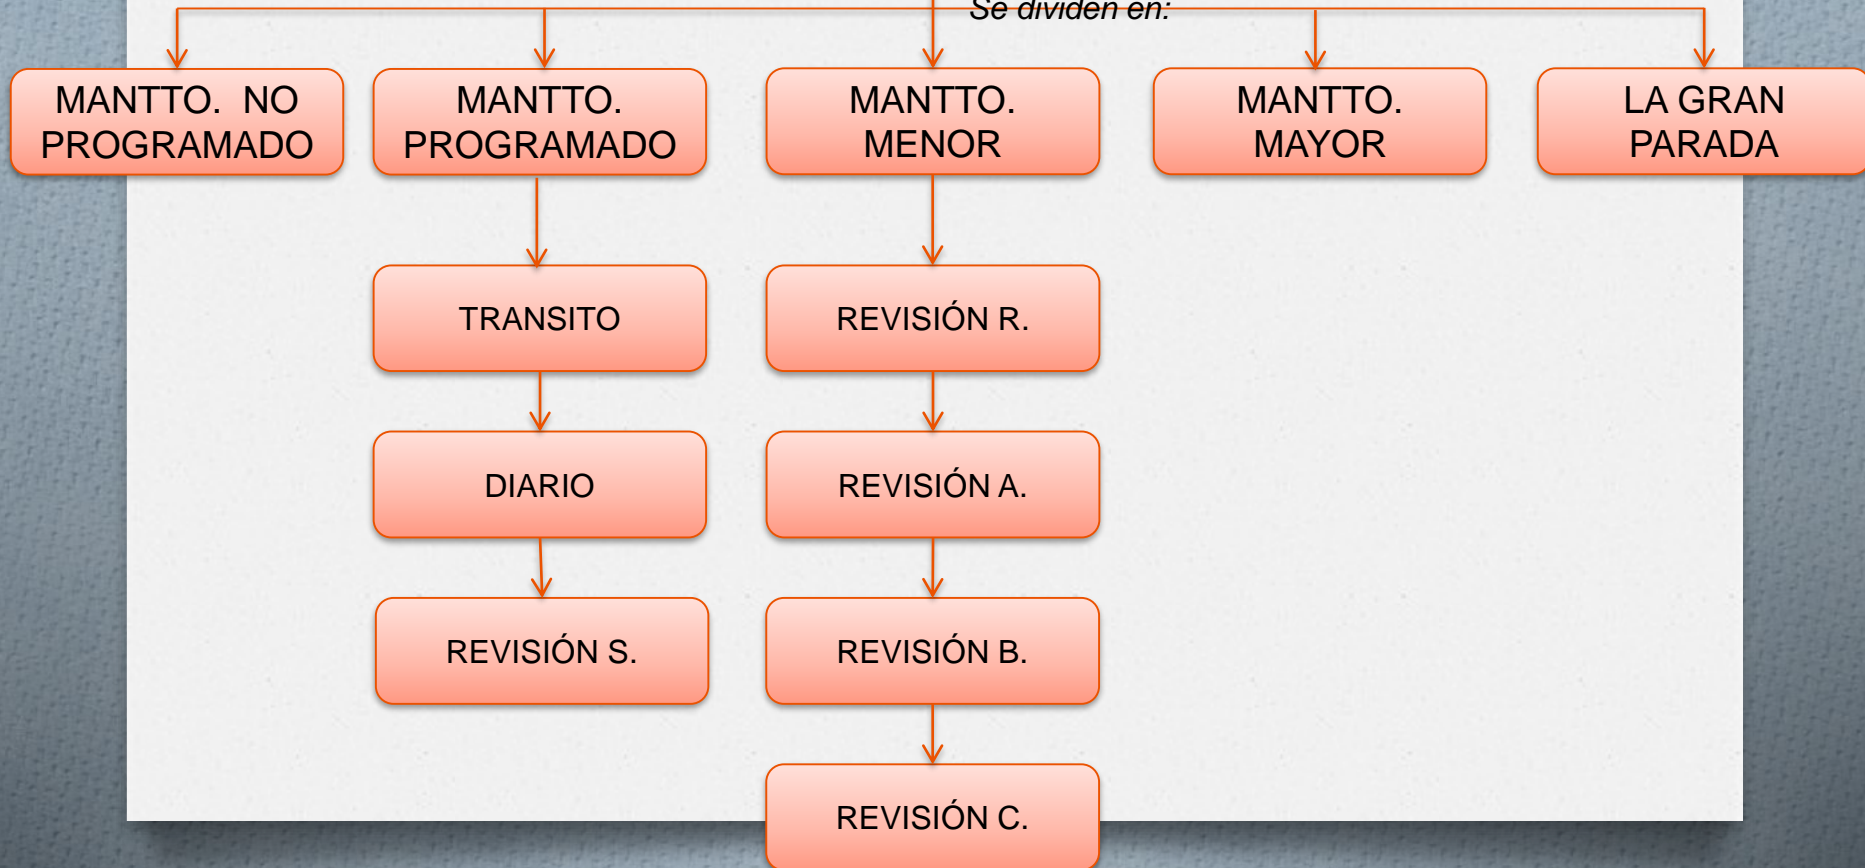 Se dividen en:
MANTTO. NO
PROGRAMADO
MANTTO.
PROGRAMADO
MANTTO.
MENOR
MANTTO.
MAYOR
LA GRAN
PARADA
TRANSITO
REVISIÓN R.
DIARIO
REVISIÓN A.
REVISIÓN S.
REVISIÓN B.
REVISIÓN C.